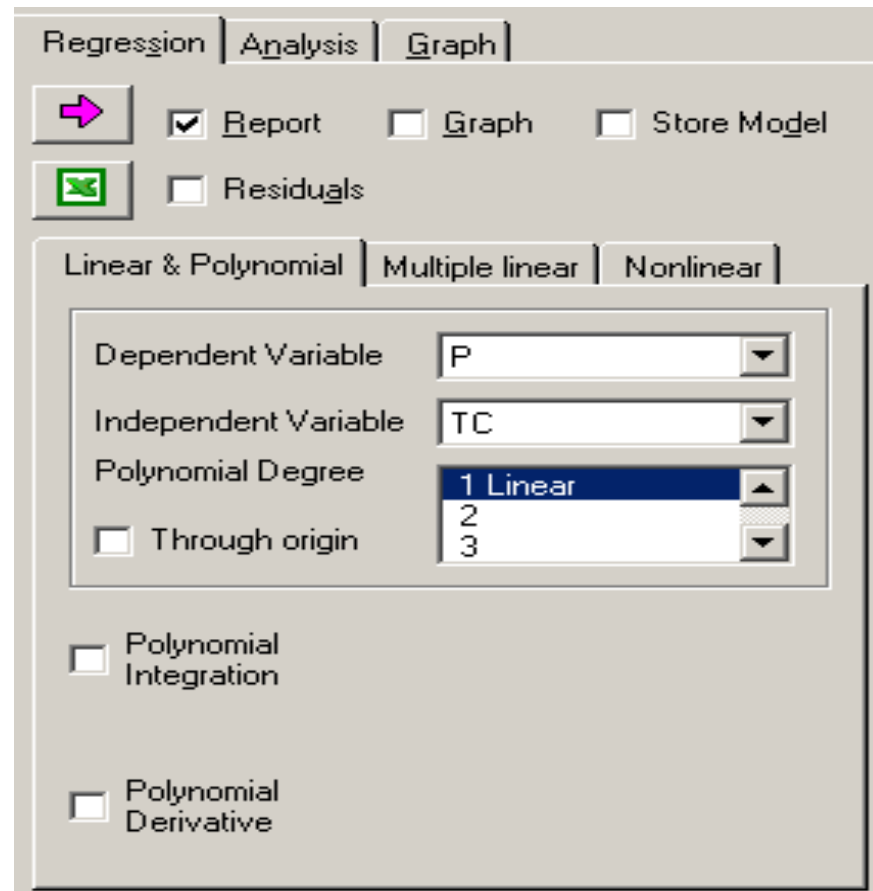 Regression Analysis Graph
Report Graph Store Model
Residuals
Linear & Polynomial Multiple linear Nonlinear
Dependent Variable P
Independent Variable TC
Polynomial Degree 1 Linear
2
Through origin 3
Polynomial
Integration
Polynomial
Derivative